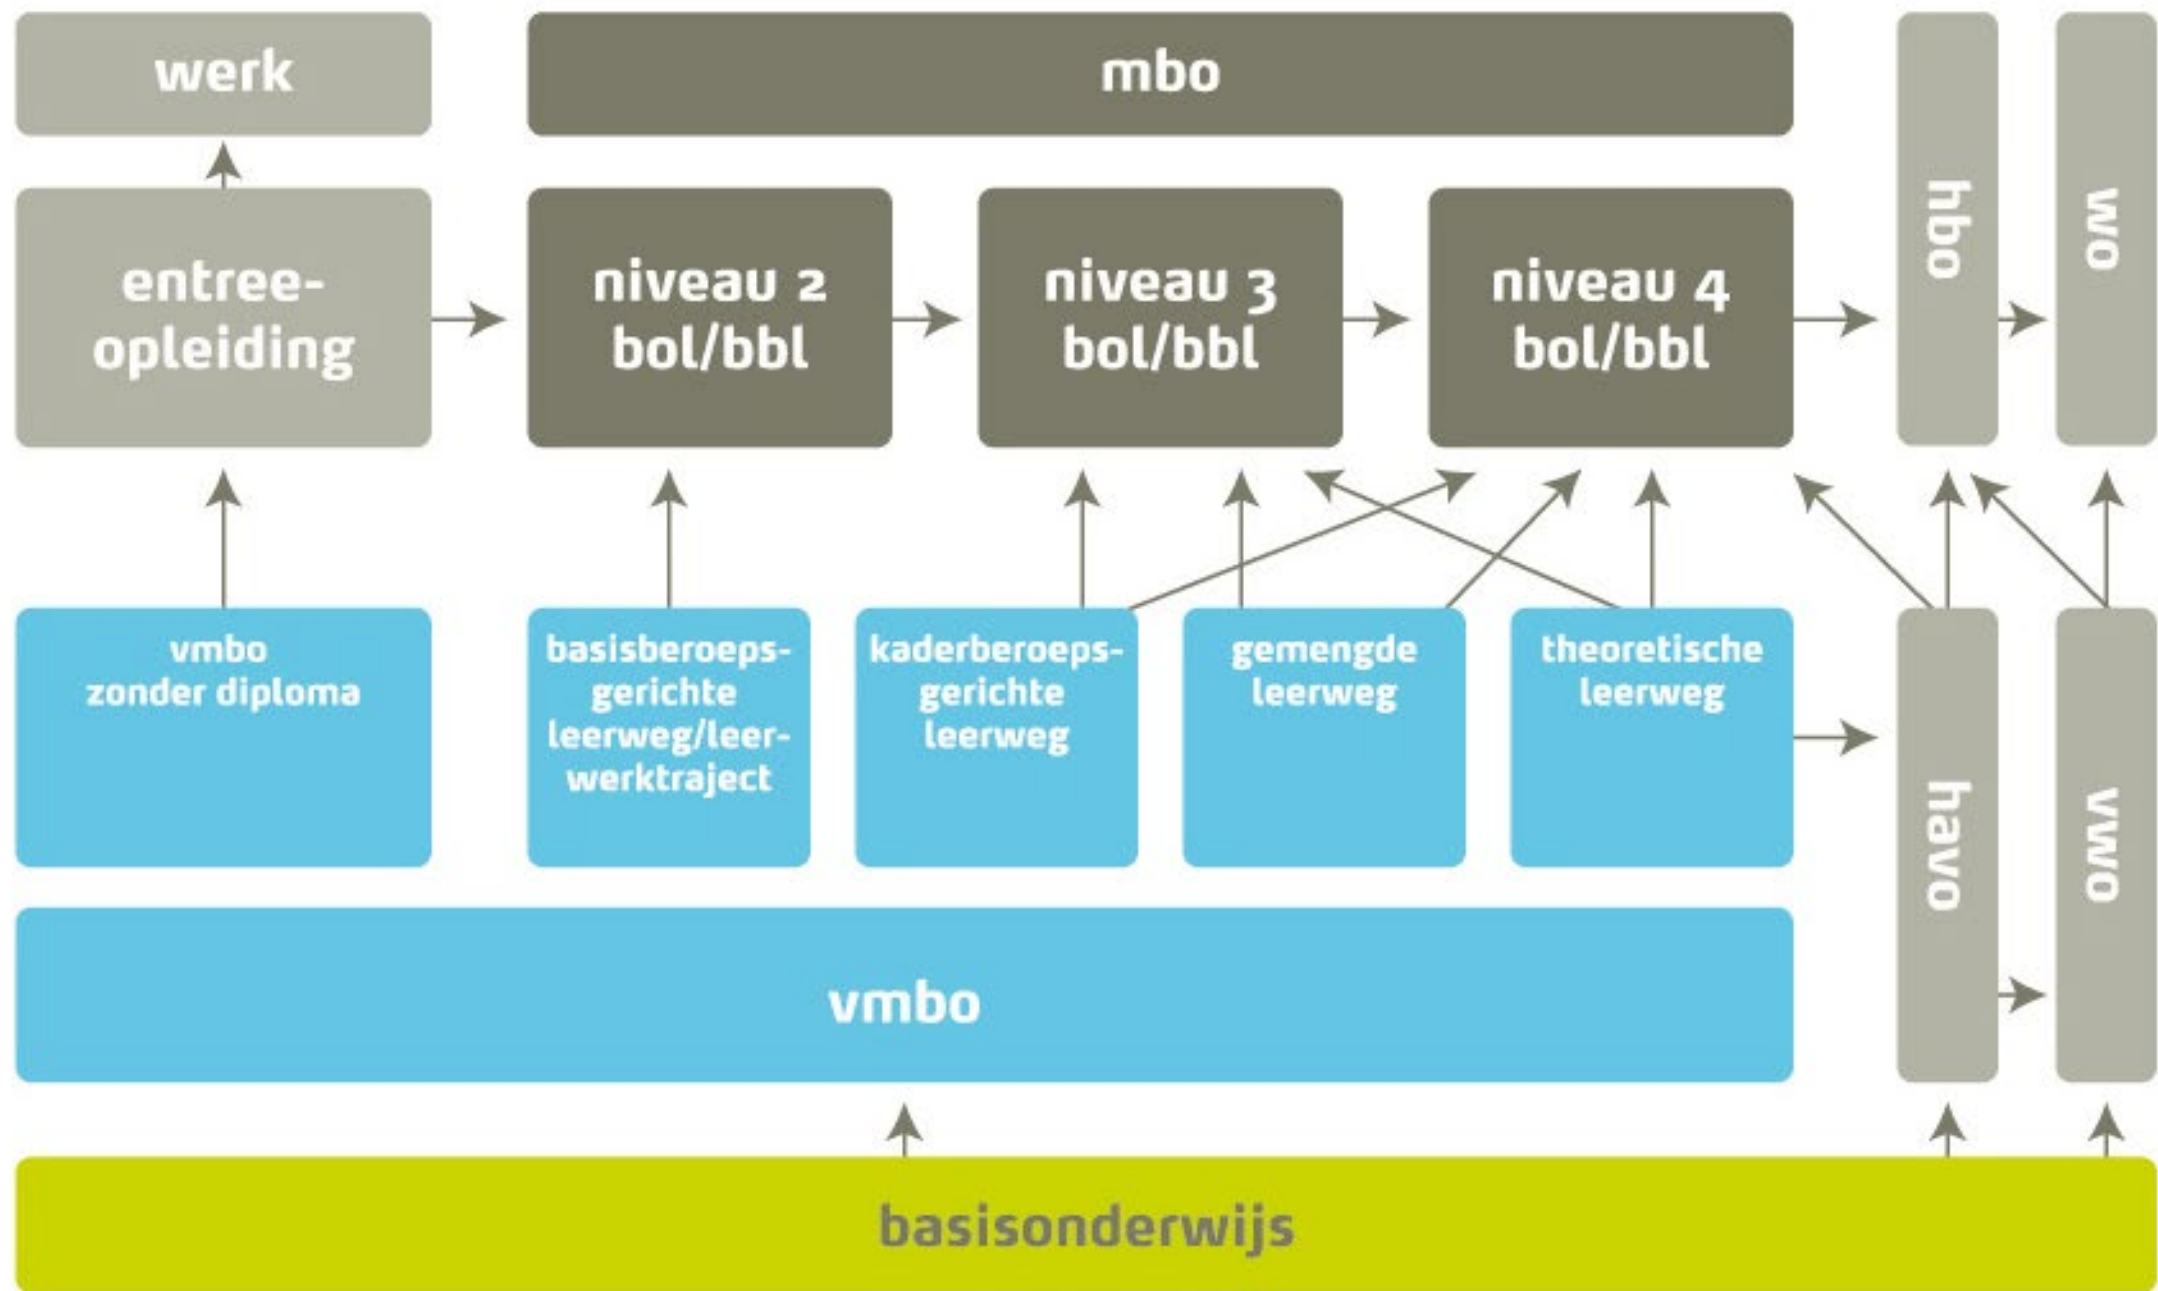 werk
mbo
hbo
wo
entree-
opleiding
niveau 2
bol/bbl
niveau 3
bol/bbl
niveau 4
bol/bbl
vmbo
zonder diploma
basisberoeps-
gerichte
leerweg/leer-
werktraject
kaderberoeps-
gerichte
leerweg
gemengde
leerweg
theoretische
leerweg
havo
vwo
vmbo
basisonderwijs